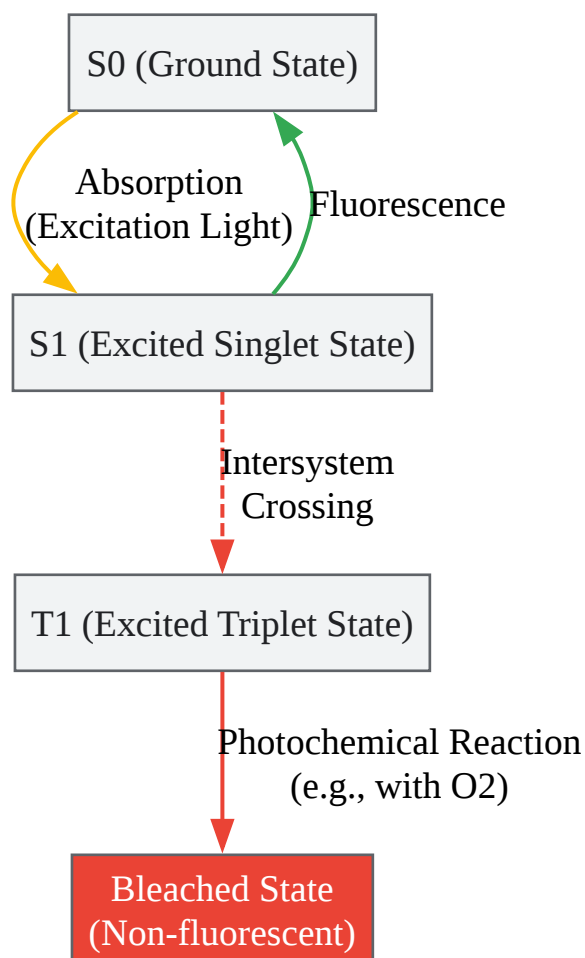 S0 (Ground State)
Absorption
(Excitation Light)
Fluorescence
S1 (Excited Singlet State)
Intersystem
Crossing
T1 (Excited Triplet State)
Photochemical Reaction
(e.g., with O2)
Bleached State
(Non-fluorescent)